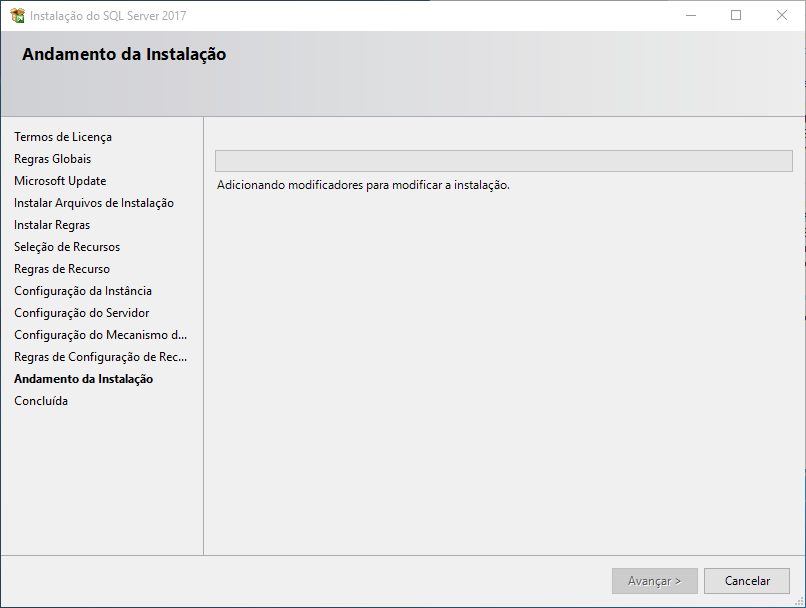 Instalação do SQL Server 2017
Andamento da Instalação
Termos de Licença
Regras Globais
Microsoft Update
Instalar Arquivos de Instalação
Instalar Regras
Seleção de Recursos
Regras de Recurso
Configuração da Instância
Configuração do Servidor
Configuração do Mecanismo d...
Regras de Configuração de Rec...
Andamento da Instalação
Concluída
Adicionando modificadores para modificar a instalação.
Avançar >
Cancelar